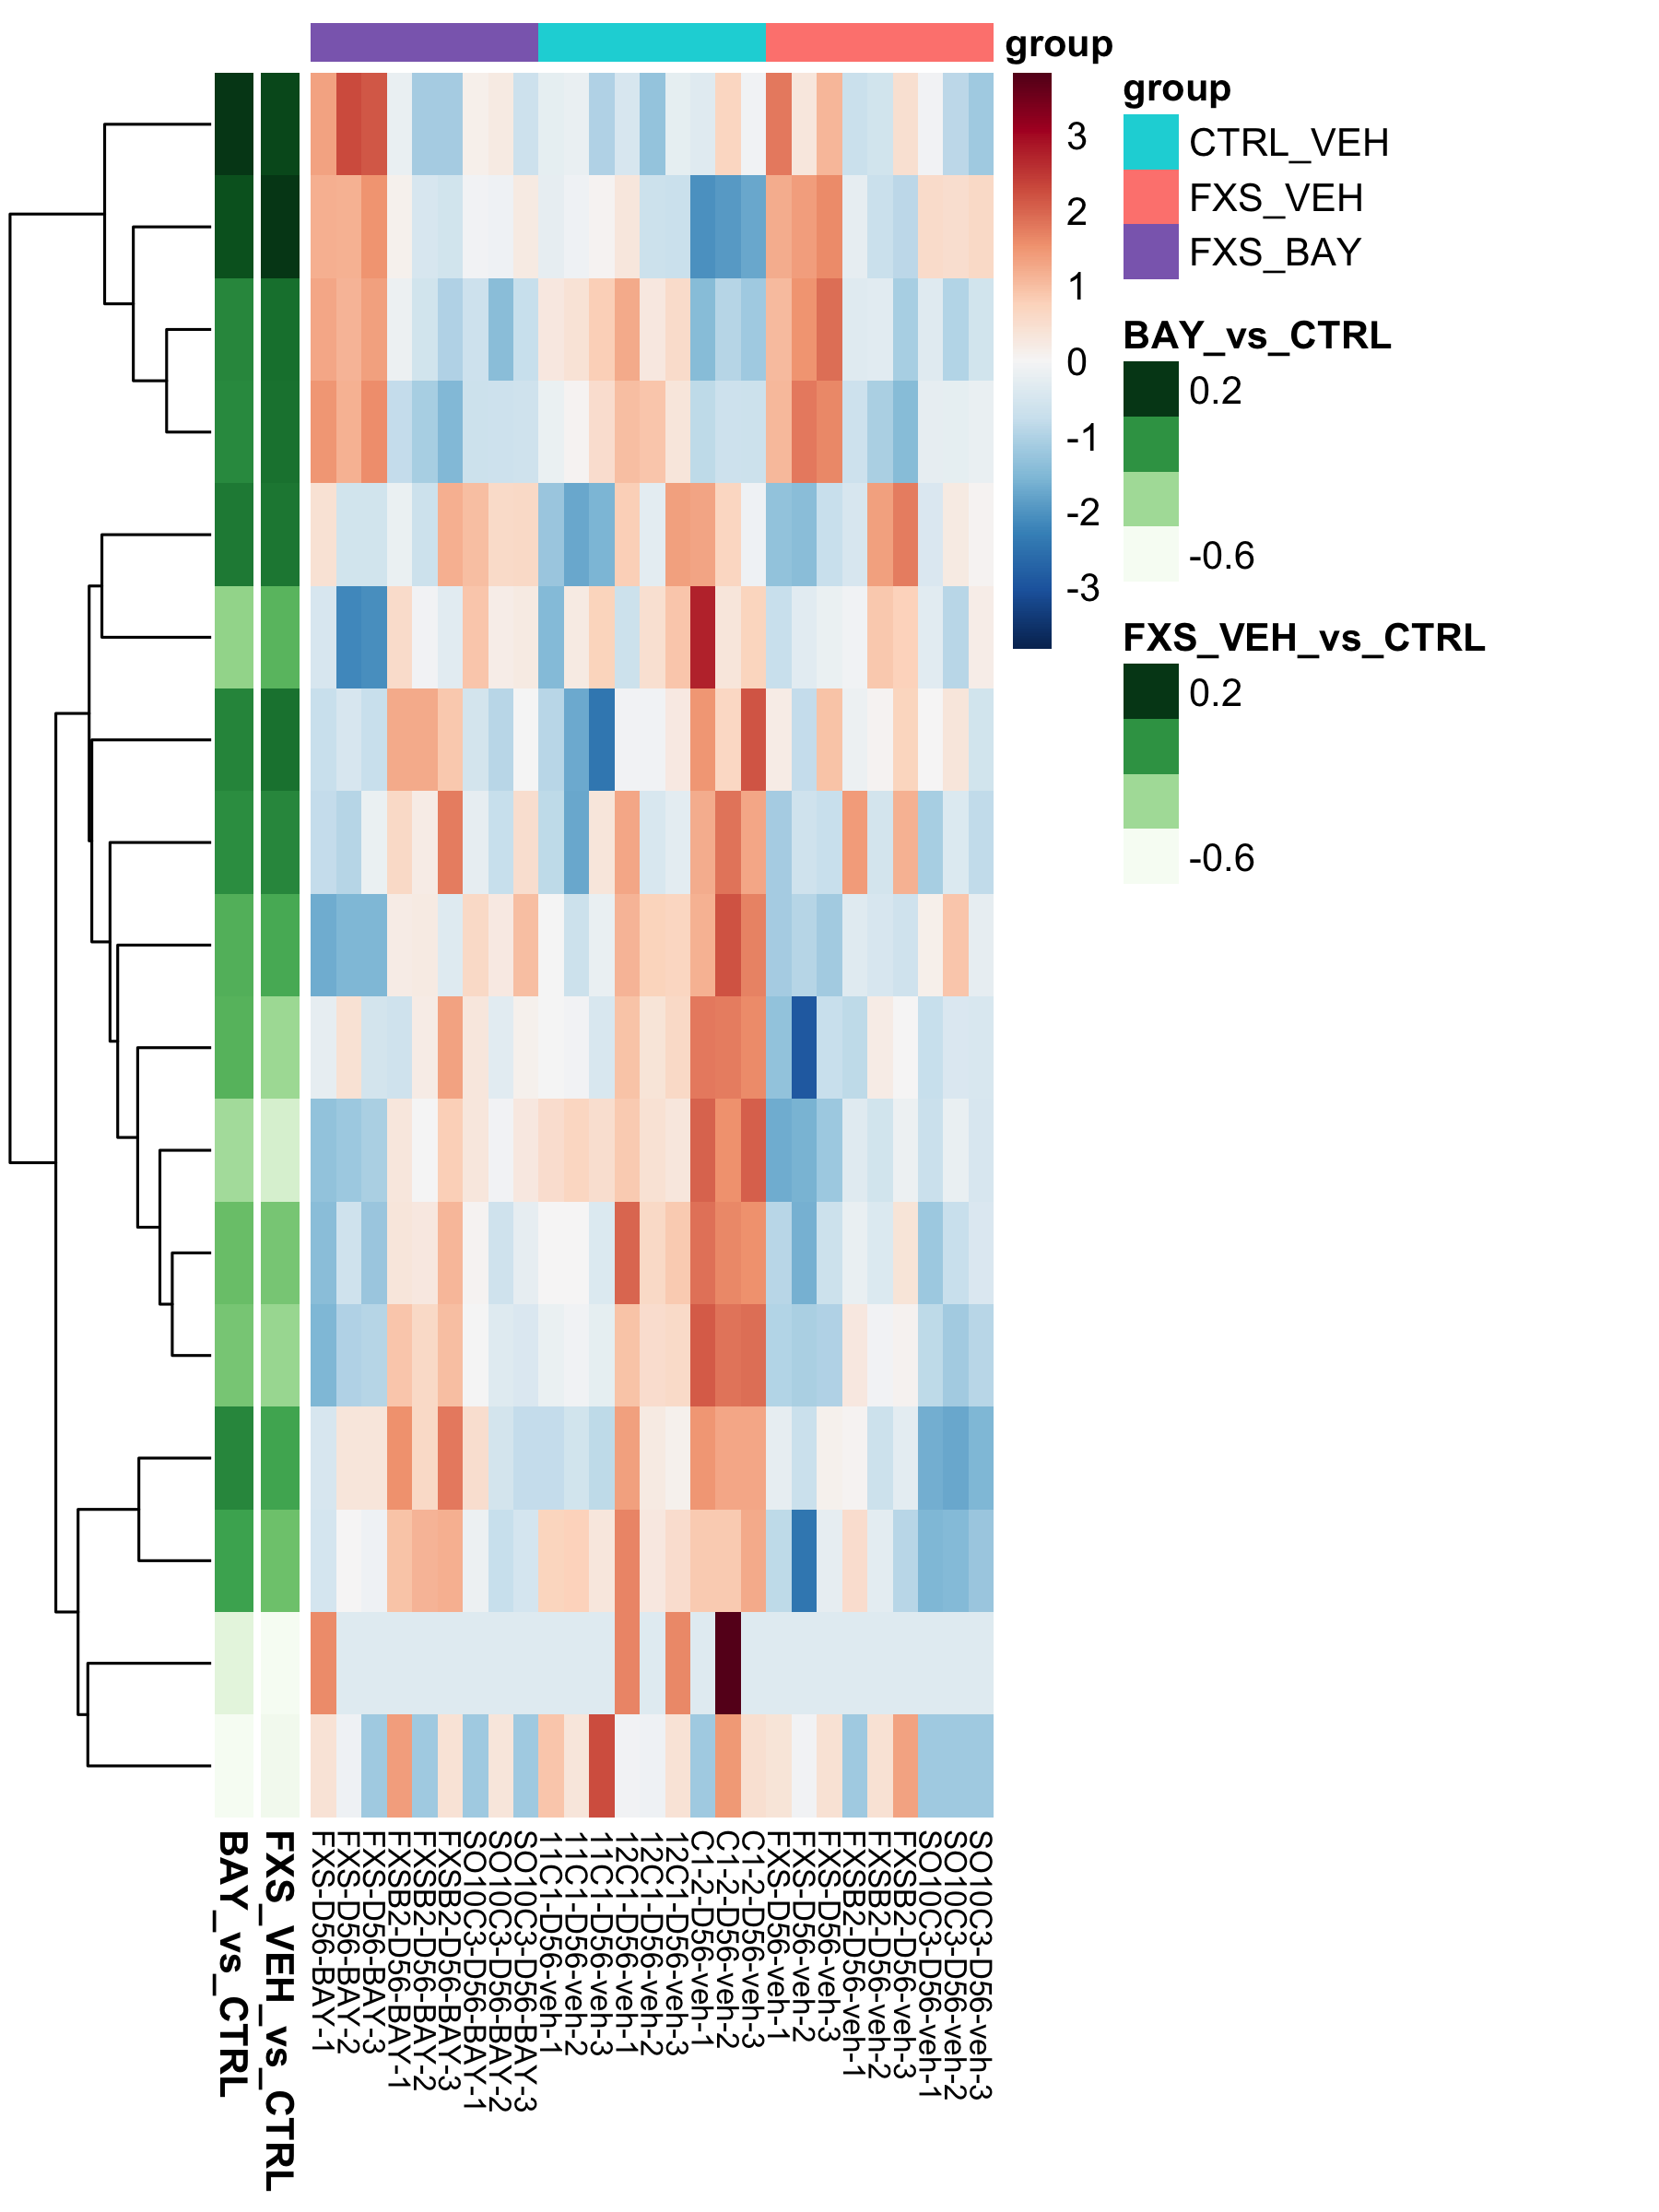 group
3
2
1
0
-1
-2
-3
group
CTRL_VEH
FXS_VEH
FXS_BAY
BAY_vs_CTRL
0.2
-0.6
FXS_VEH_vs_CTRL
0.2
-0.6
BAY_vs_CTRL
FXS_VEH_vs_CTRL
FXS-D56-BAY-1
FXS-D56-BAY-2
FXS-D56-BAY-3
FXSB2-D56-BAY-1
FXSB2-D56-BAY-2
FXSB2-D56-BAY-3
SO10C3-D56-BAY-1
SO10C3-D56-BAY-2
SO10C3-D56-BAY-3
11C1-D56-veh-1
11C1-D56-veh-2
11C1-D56-veh-3
12C1-D56-veh-1
12C1-D56-veh-2
12C1-D56-veh-3
C1-2-D56-veh-1
C1-2-D56-veh-2
C1-2-D56-veh-3
FXS-D56-veh-1
FXS-D56-veh-2
FXS-D56-veh-3
FXSB2-D56-veh-1
FXSB2-D56-veh-2
FXSB2-D56-veh-3
SO10C3-D56-veh-1
SO10C3-D56-veh-2
SO10C3-D56-veh-3